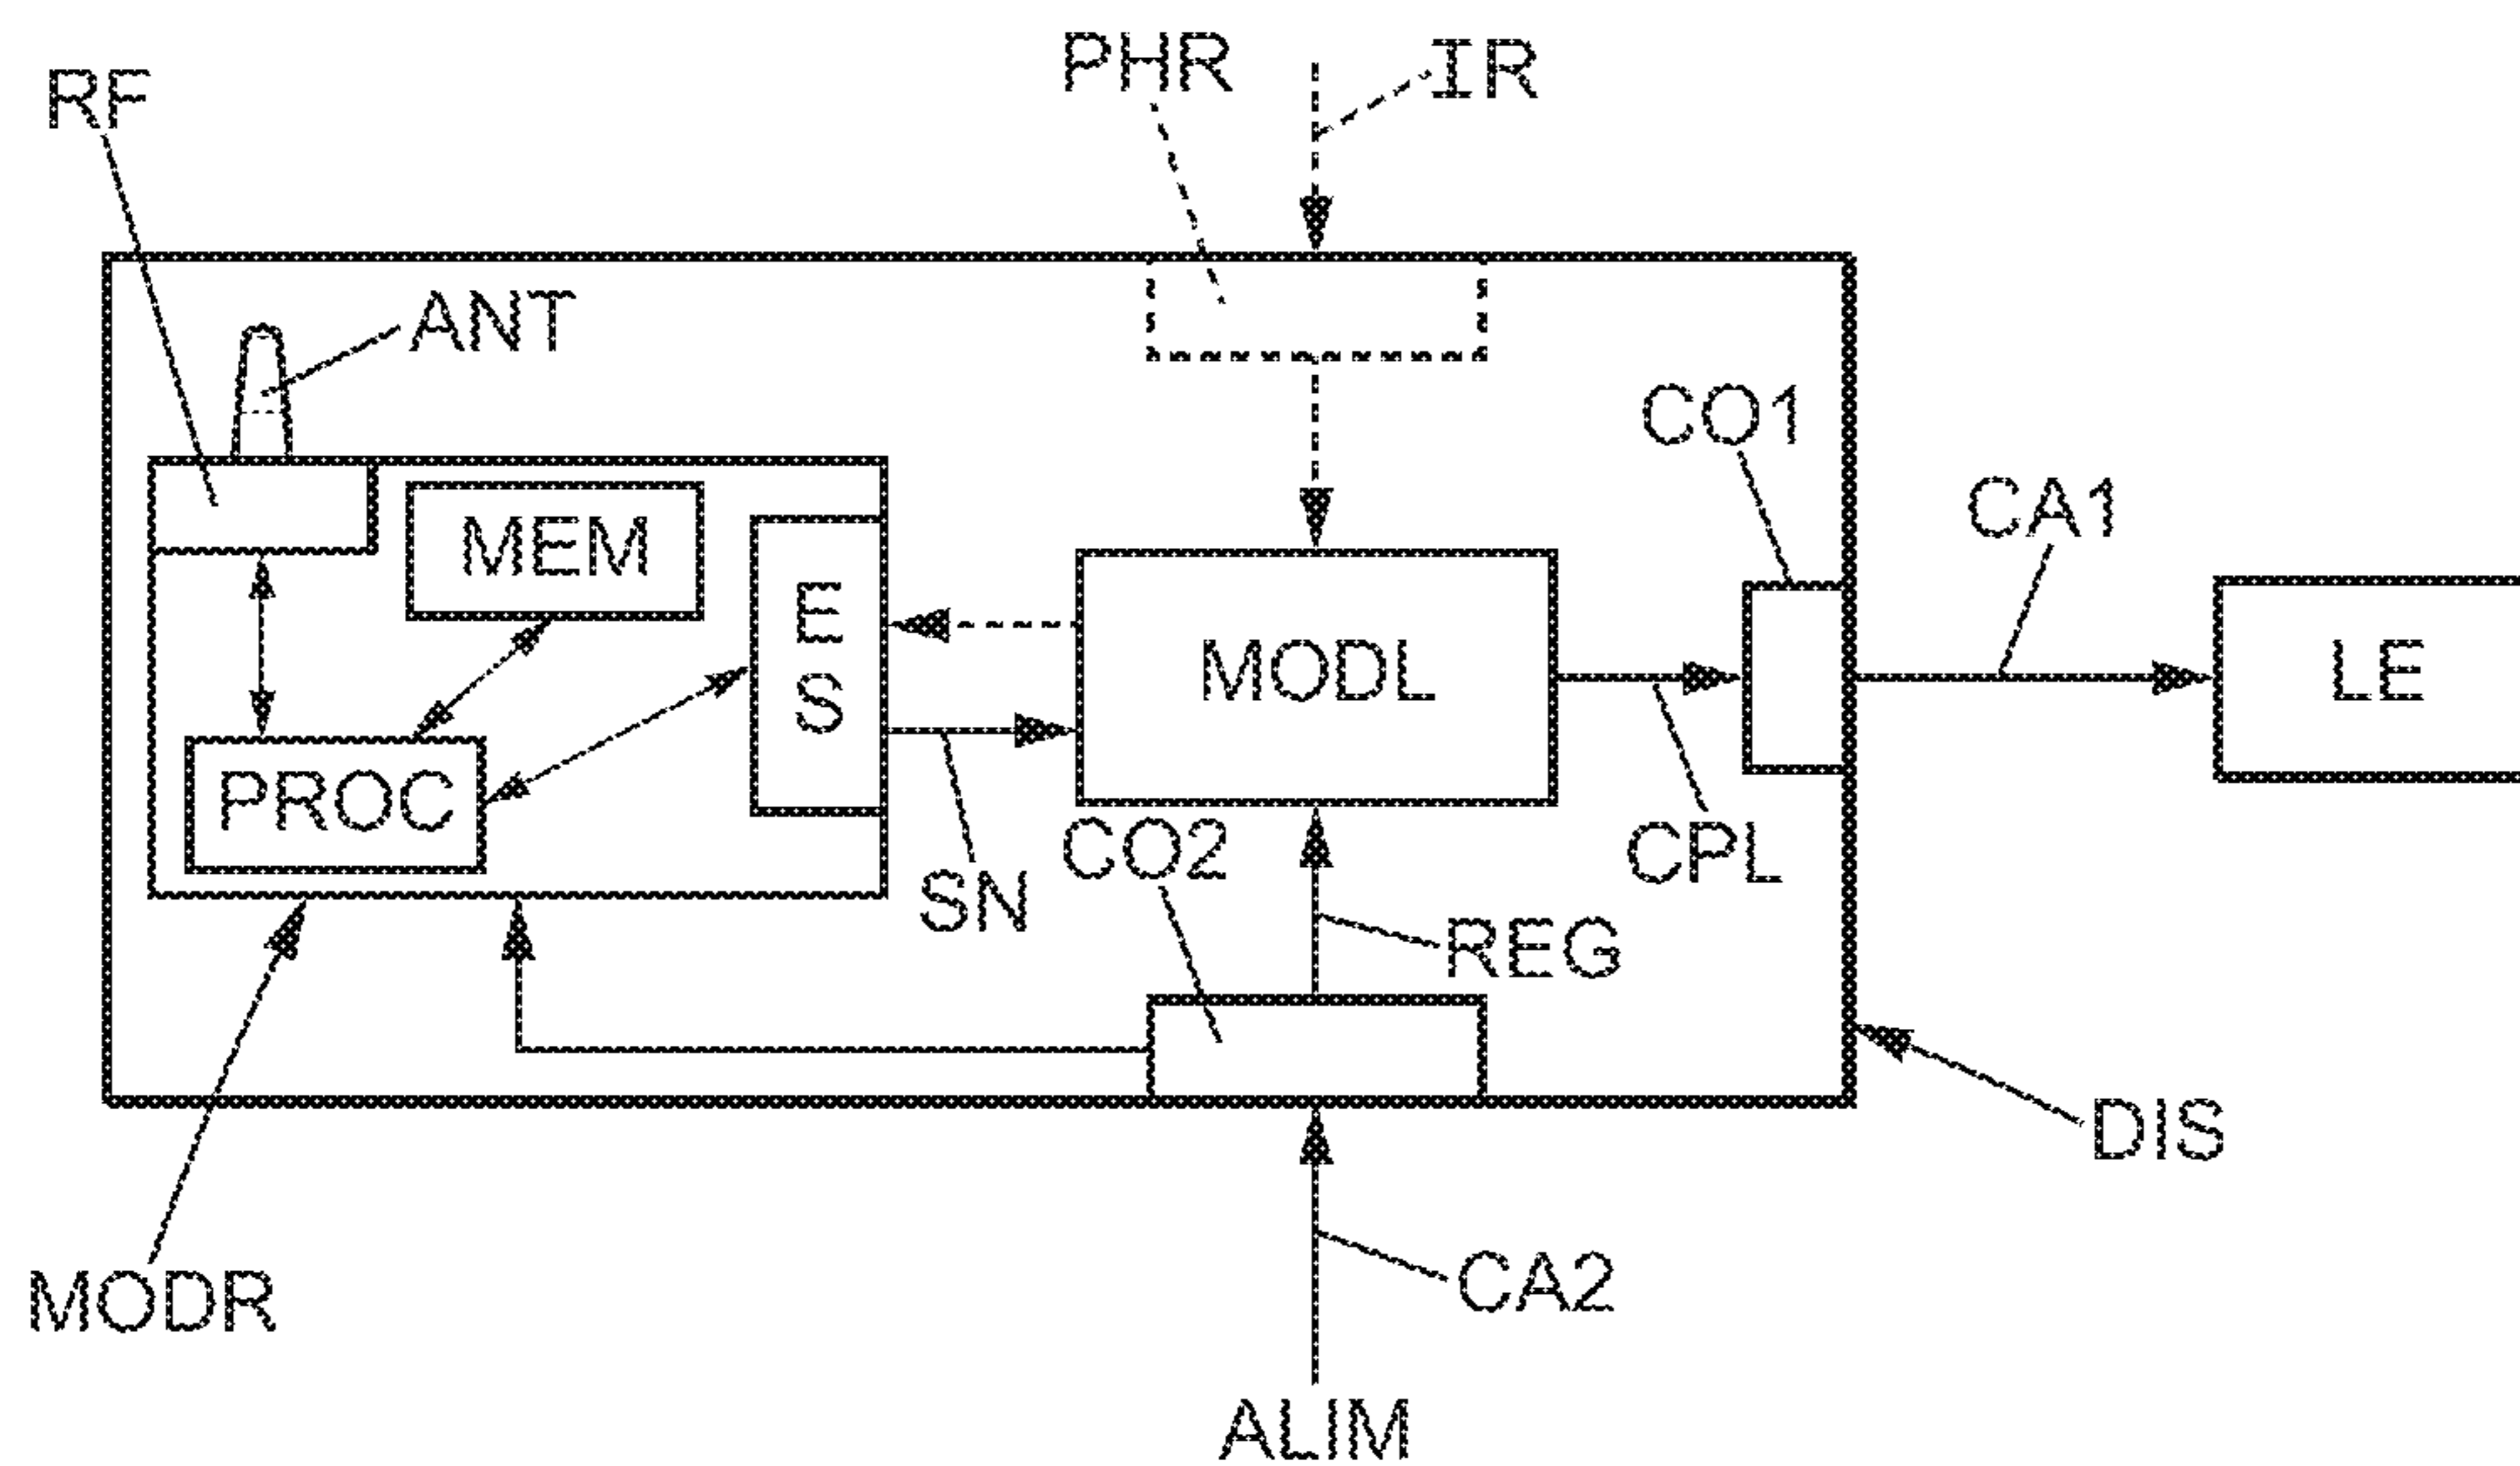 PHR
IR
RF
ANT
CO1
CA1
MEM
E
S
MODL
LE
PROC
CO2
CPL
SN
REG
DIS
MODR
CA2
ALIM